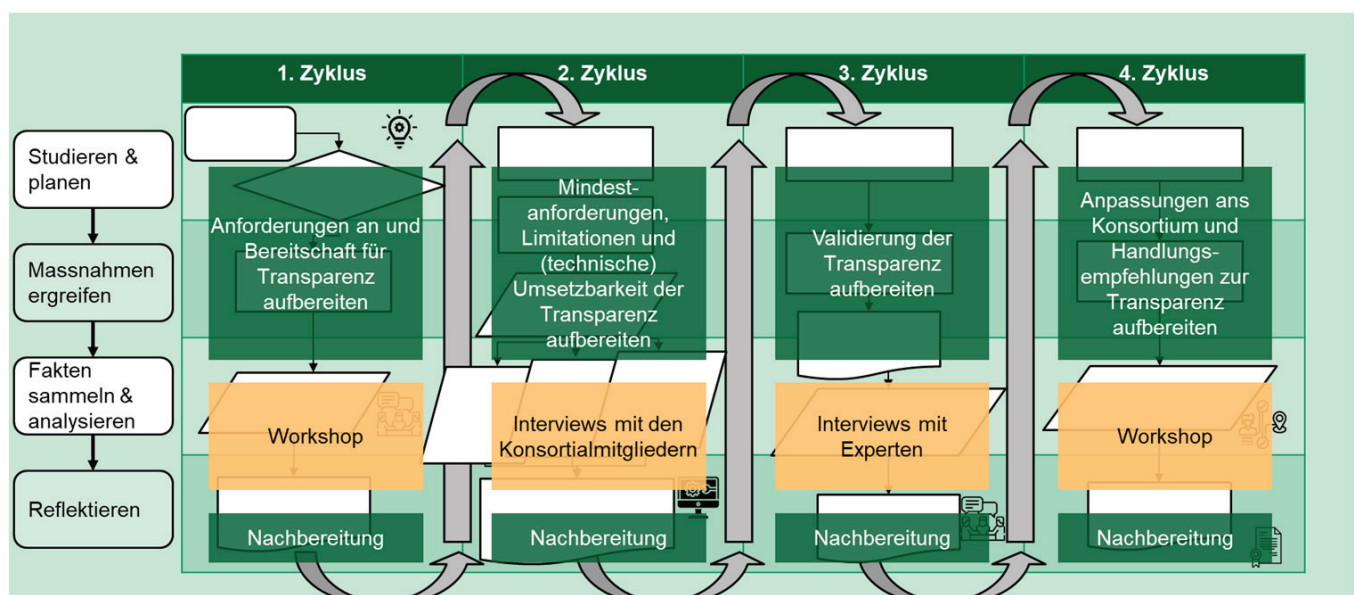 1. Zyklus
2. Zyklus
3. Zyklus
4. Zyklus
Studieren &
planen
Massnahmen
ergreifen
Fakten
sammeln &
analysieren
Reflektieren
Anforderungen an und
Bereitschaft für
Transparenz
aufbereiten
Workshop
Nachbereitung
Mindest-
anforderungen,
Limitationen und
(technische)
Umsetzbarkeit der
Transparenz
aufbereiten
Interviews mit den
Konsortialmitgliedern
Nachbereitung
Validierung der
Transparenz
aufbereiten
Interviews mit
Experten
Nachbereitung
Anpassungen ans
Konsortium und
Handlungs-
empfehlungen zur
Transparenz
aufbereiten
Workshop
Nachbereitung